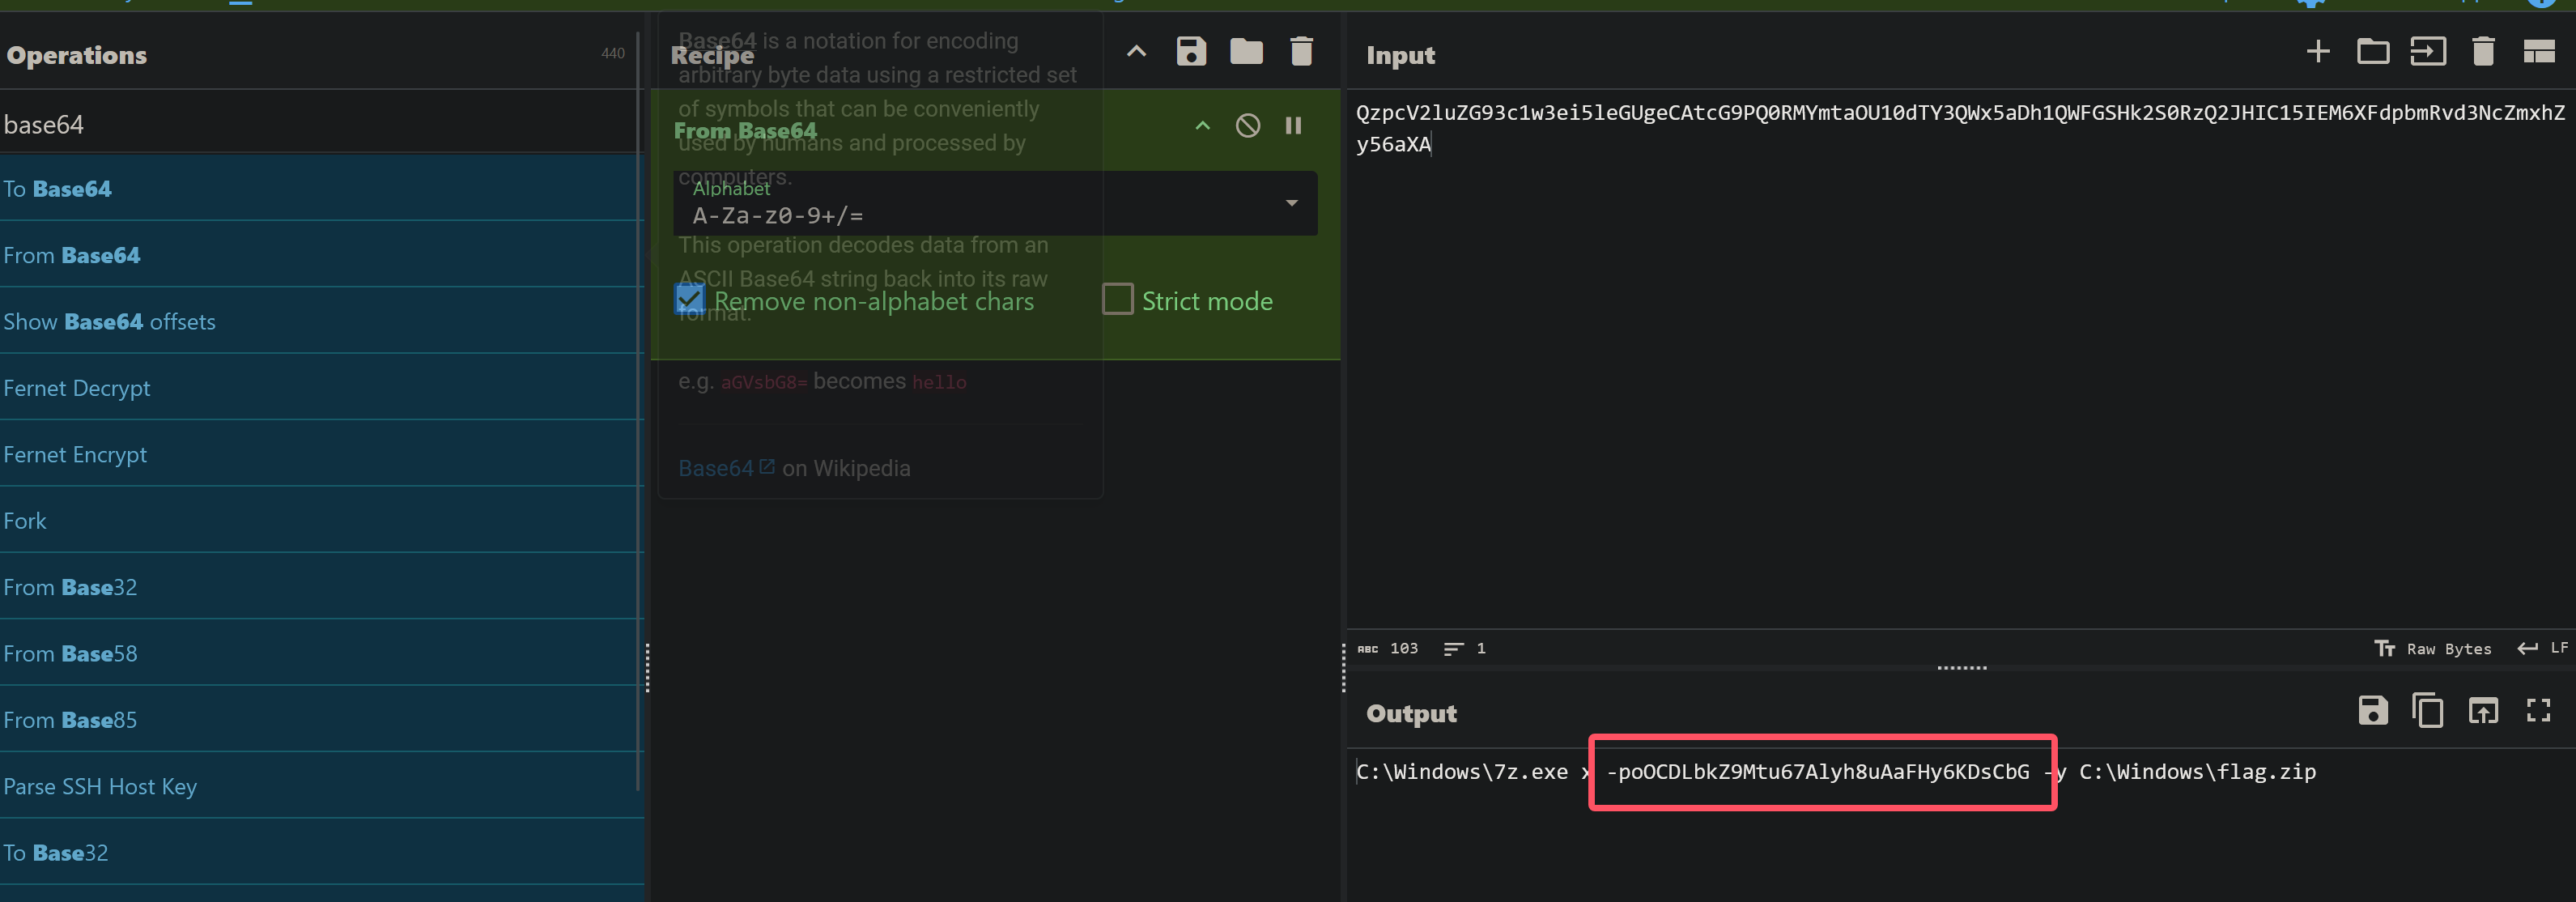 Operations
440
base64
To Base64
From Base64
Show Base64 offsets
Fernet Decrypt
Fernet Encrypt
Fork
From Base32
From Base58
From Base85
Parse SSH Host Key
To Base32
Recipe
From Base64
Alphabet
A-Za-z0-9+/=
Remove non-alphabet chars
Strict mode
Base64 is a notation for encoding
arbitrary byte data using a restricted set
of symbols that can be conveniently
used by humans and processed by
computers.
This operation decodes data from an
ASCII Base64 string back into its raw
format.
e.g. aGVsbG8= becomes hello
Base64 on Wikipedia
Input
QzpcV2luZG93c1w3ei5leGUgeCAtcG9PQ0RMYmtaOU10dTY3QWx5aDh1QWFGSHk2S0RzQ2JHIC15IEM6XFdpbmRvd3NcZmxhZ
y56aXA
ABC 103
1
Raw Bytes
LF
Output
C:\Windows\7z.exe x -poOCDLbkZ9Mtu67Alyh8uAaFHy6KDsCbG -y C:\Windows\flag.zip